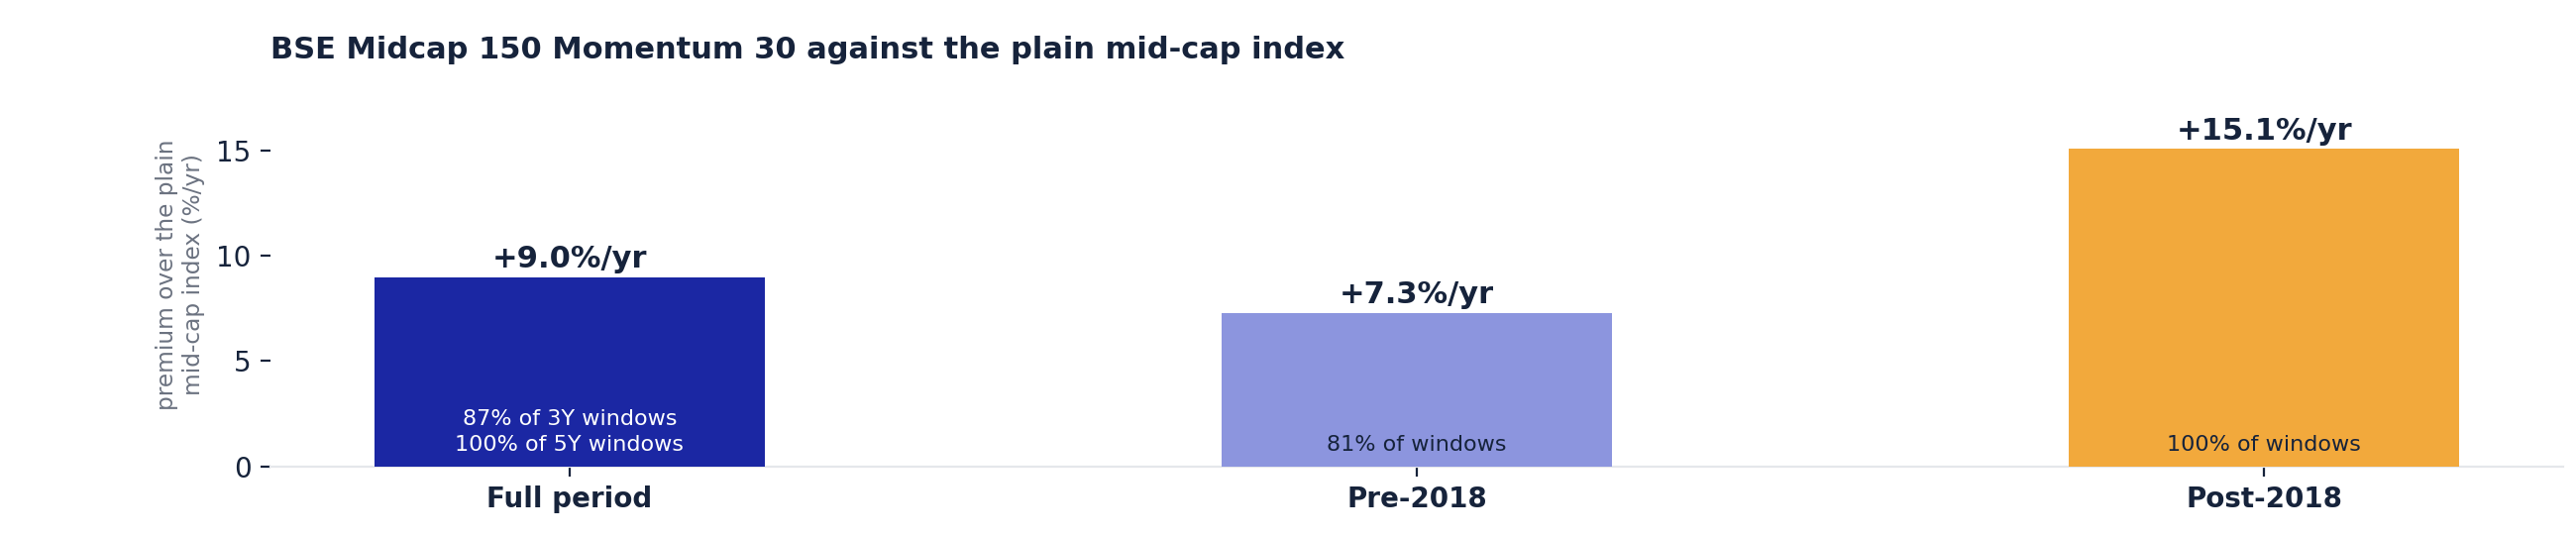 BSE Midcap 150 Momentum 30 against the plain mid-cap index
premium over the plain
mid-cap index (%/yr)
15
10
5
0
+9.0%/yr
87% of 3Y windows
100% of 5Y windows
Full period
+7.3%/yr
81% of windows
Pre-2018
+15.1%/yr
100% of windows
Post-2018